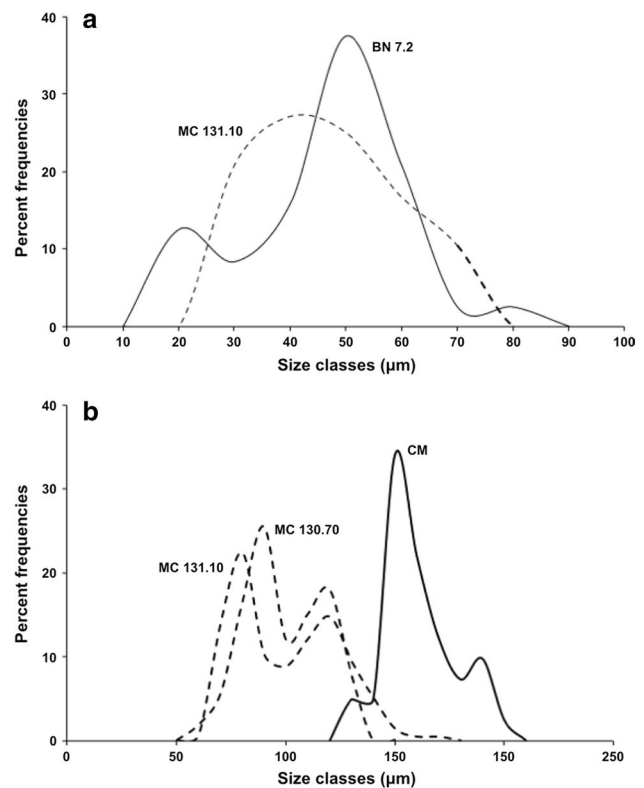 a
40
BN 7.2
30
MC 131.10
20
10
0
Percent frequencies
0 10 20 30 40 50 60 70 80 90 100
Size classes (µm)
b
40
CM
30
MC 130.70
MC 131.10
20
10
0
Percent frequencies
0 50 100 150 150 250
Size classes (µm)